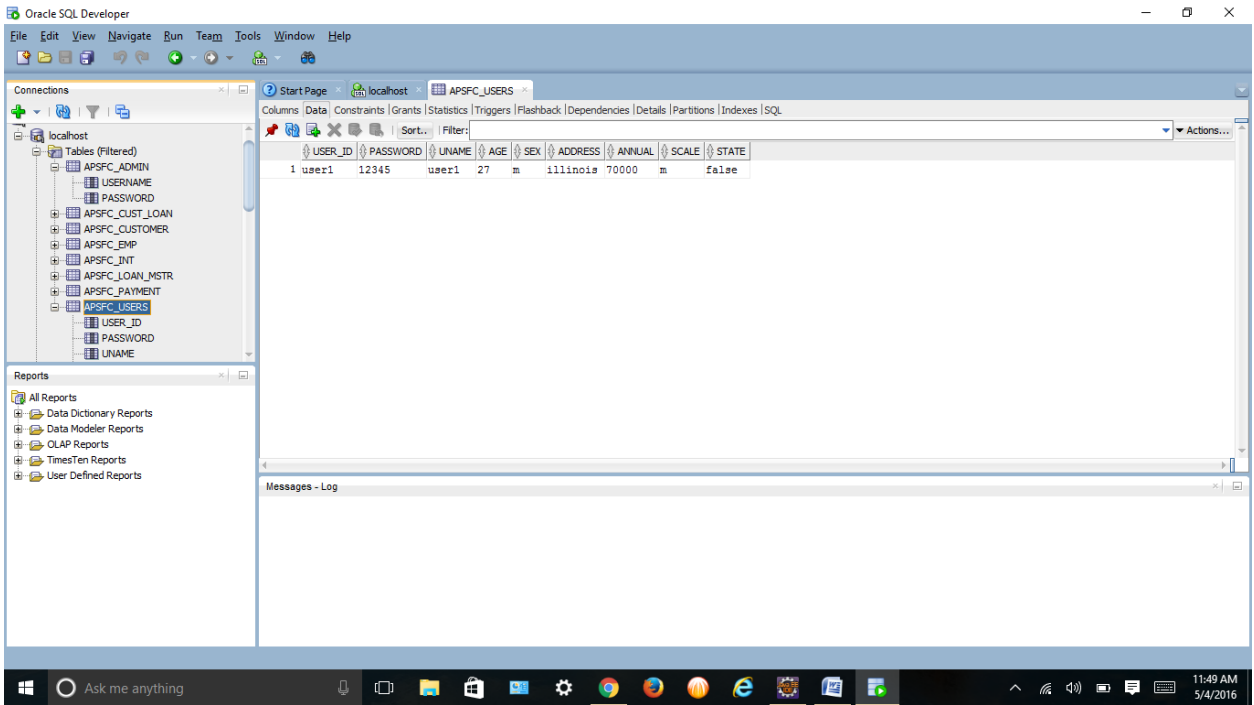 Oracle SQL Developer
File Edit View Navigate Run Team Tools Window Help
Connections
localhost
Tables (Filtered)
APSFC_ADMIN
USERNAME
PASSWORD
APSFC_CUST_LOAN
APSFC_CUSTOMER
APSFC_EMP
APSFC_INT
APSFC_LOAN_MSTR
APSFC_PAYMENT
APSFC_USERS
USER_ID
PASSWORD
UNAME
Reports
All Reports
Data Dictionary Reports
Data Modeler Reports
OLAP Reports
TimesTen Reports
User Defined Reports
Start Page localhost APSFC_USERS
Columns Data Constraints |Grants |Statistics |Triggers |Flashback |Dependencies |Details |Partitions |Indexes |SQL
Sort.. Filter: Actions...
USER_ID PASSWORD UNAME AGE SEX ADDRESS ANNUAL SCALE STATE
1 user1 12345 user1 27 m illinois 70000 m false
Messages - Log
Ask me anything
11:49 AM
5/4/2016